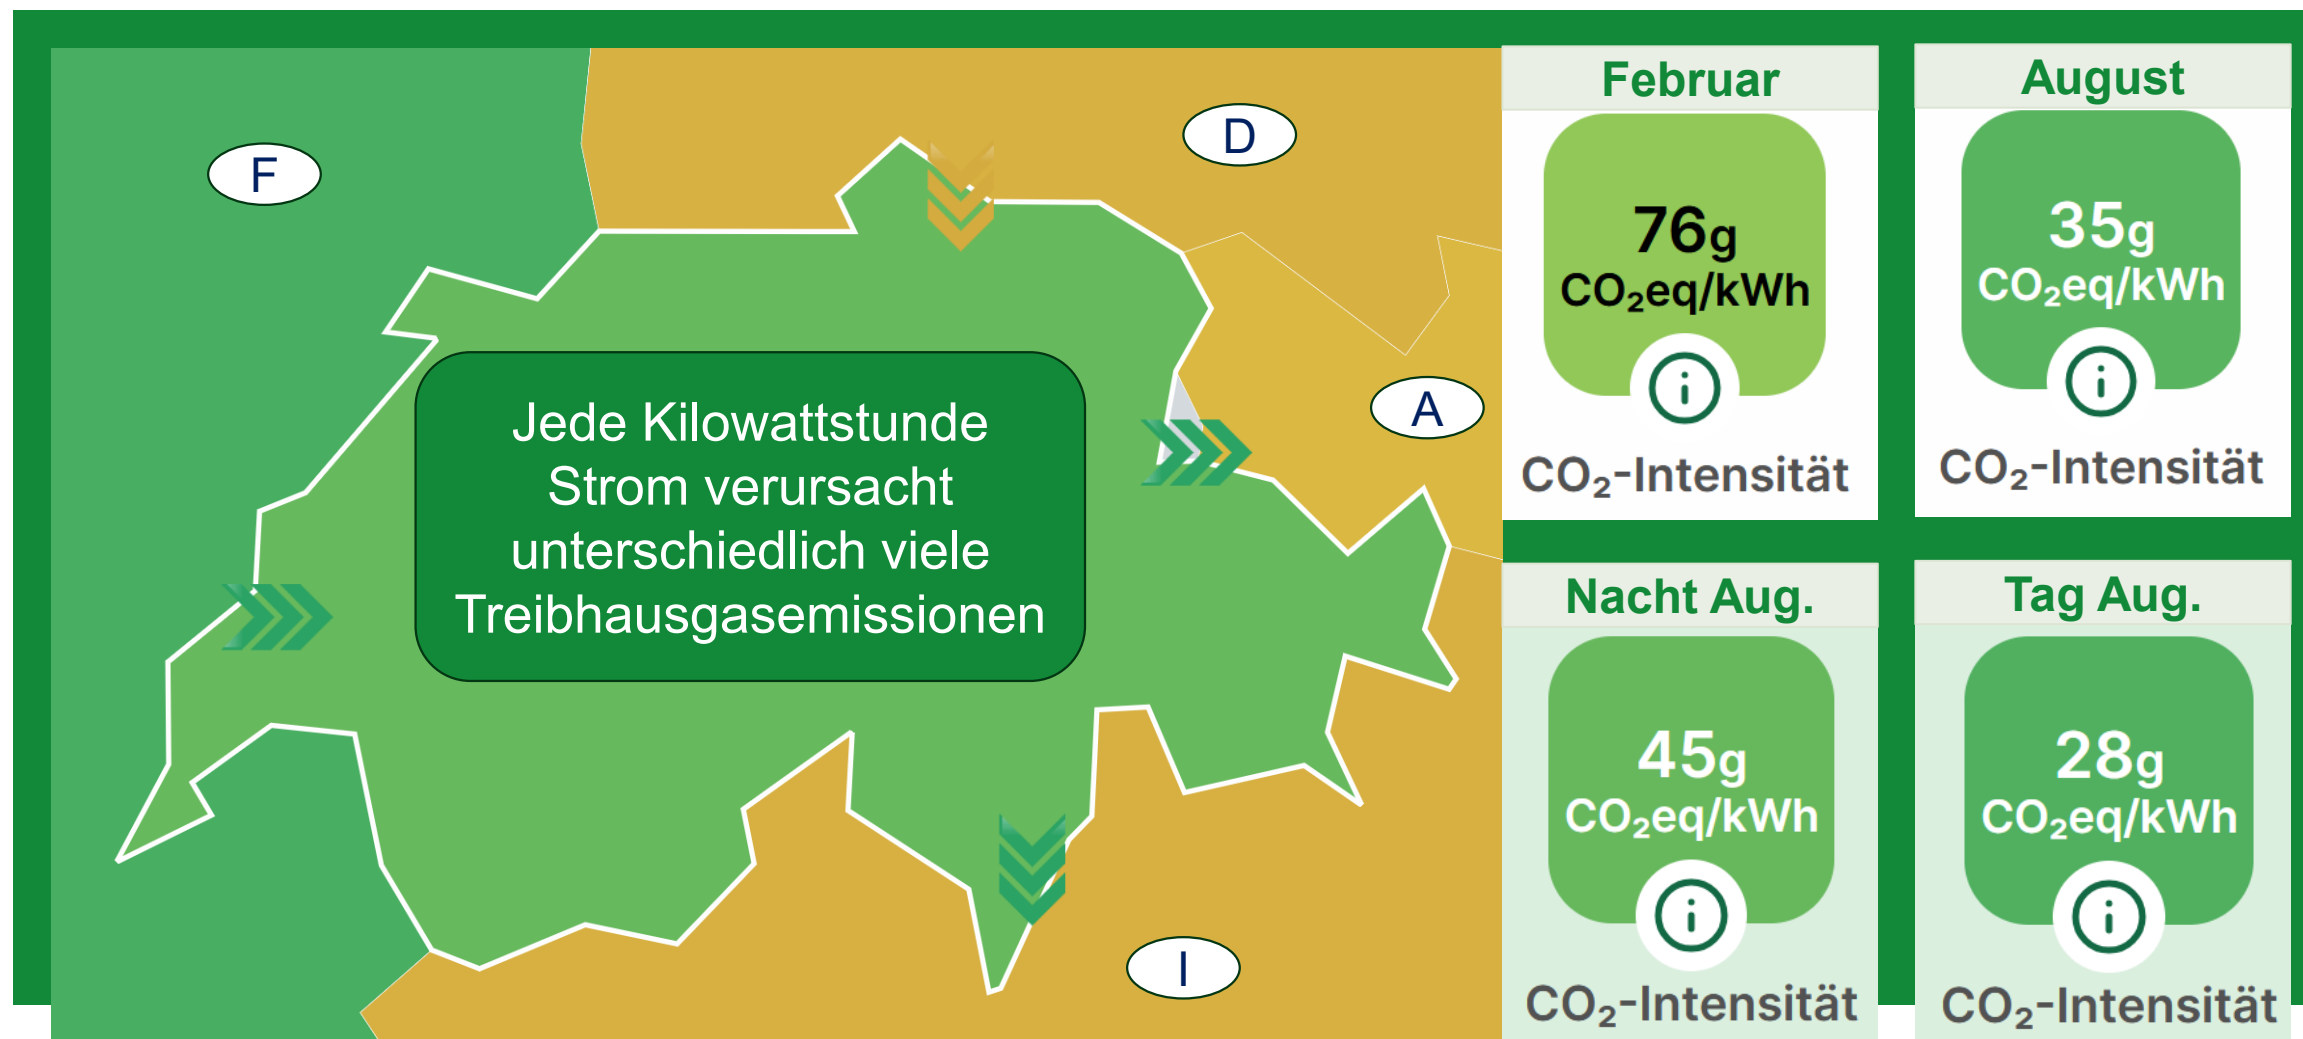 F
D
A
I
Jede Kilowattstunde
Strom verursacht
unterschiedlich viele
Treibhausgasemissionen
Februar
76g
CO₂eq/kWh
CO₂-Intensität
August
35g
CO₂eq/kWh
CO₂-Intensität
Nacht Aug.
45g
CO₂eq/kWh
CO₂-Intensität
Tag Aug.
28g
CO₂eq/kWh
CO₂-Intensität